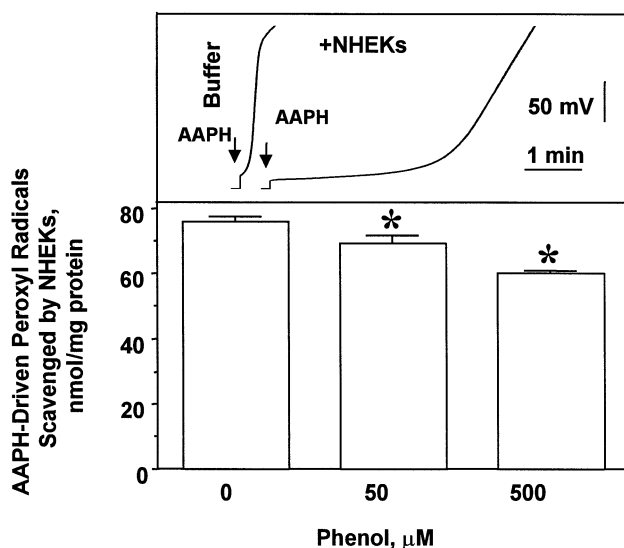 +NHEKs
Buffer
AAPH
AAPH
50 mV
1 min
AAPH-Driven Peroxyl Radicals
Scavenged by NHEKs,
nmol/mg protein
80
60
40
20
0
*
*
0
50
500
Phenol, μM